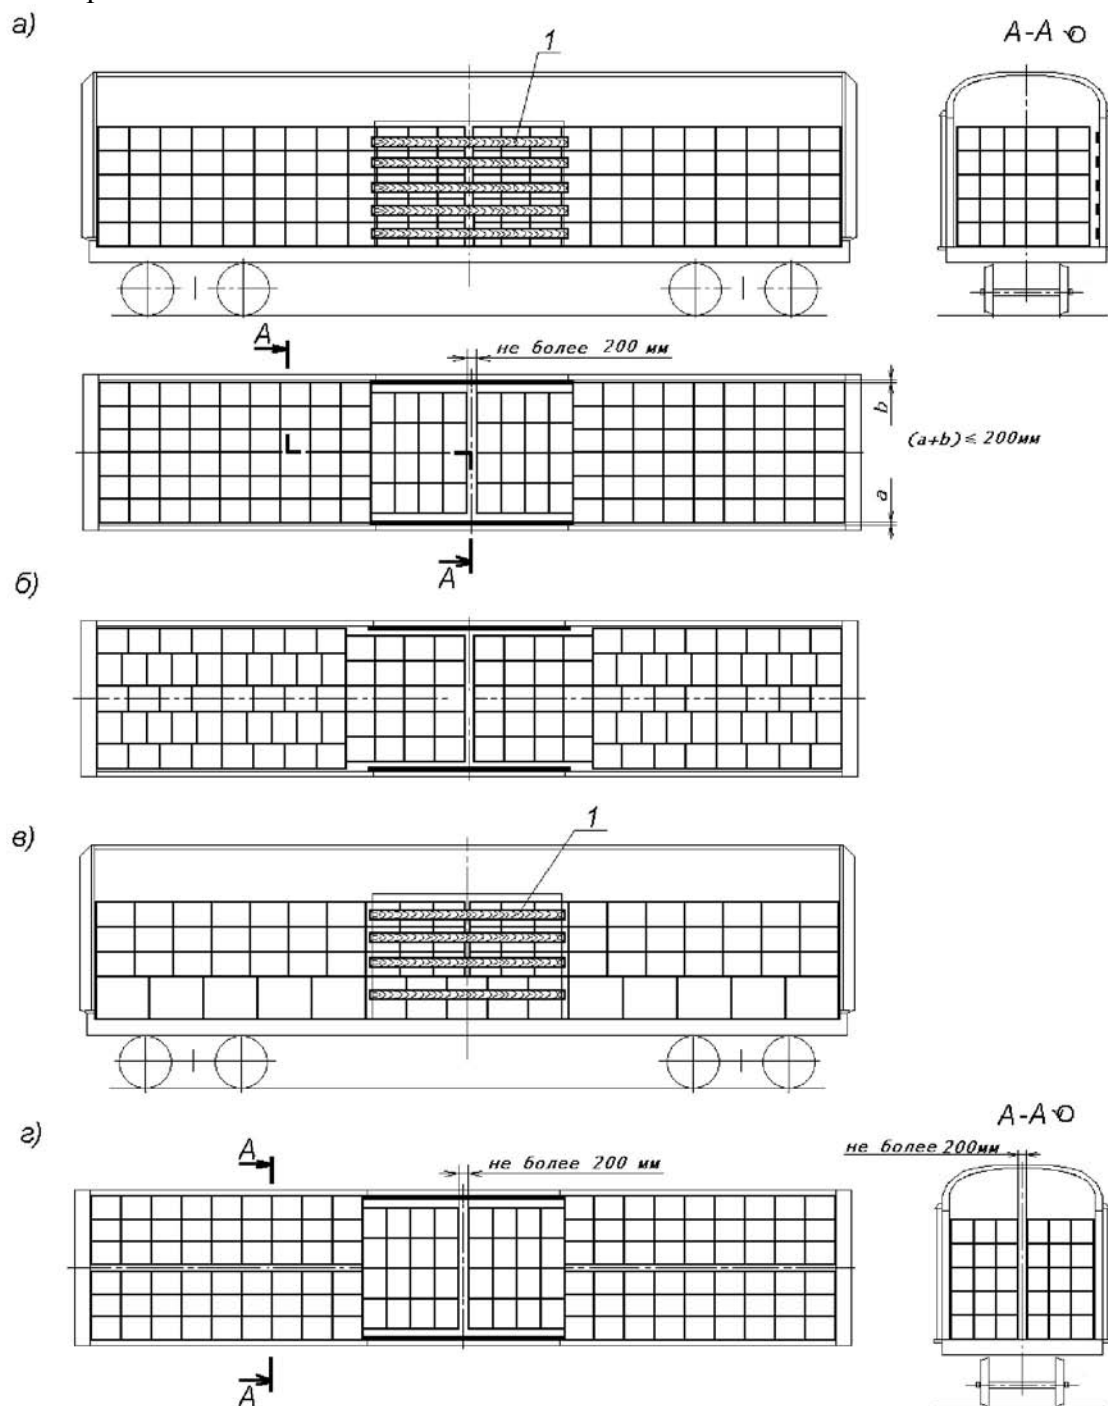 а)
1
А-А
А
не более 200 мм
b
(a+b) ≤ 200мм
a
А
б)
в)
1
А-А
г)
не более 200мм
А
не более 200 мм
А